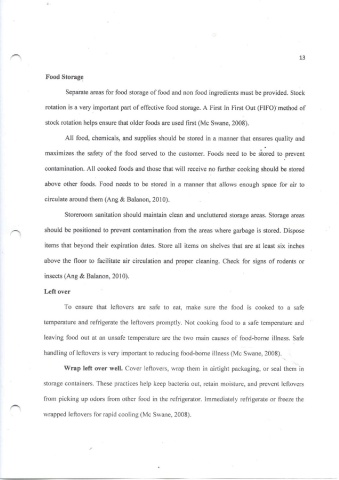 13
Food Storage
Separate areas for food storage of food and non food ingredients must be provided. Stock
rotation is a very important part of effective food storage. A First In First Out (FIFO) method of
stock rotation helps ensure that older foods are used first (Mc Swane, 2008).
All food, chemicals, and supplies should be stored in a manner that ensures quality and
maximizes the safety of the food served to the customer. Foods need to be stored to prevent
contamination. All cooked foods and those that will receive no further cooking should be stored
above other foods. Food needs to be stored in a manner that allows enough space for air to
circulate around them (Ang & Balanon, 2010).
Storeroom sanitation should maintain clean and uncluttured storage areas. Storage areas
should be positioned to prevent contamination from the areas where garbage is stored. Dispose
items that beyond their expiration dates. Store all items on shelves that are at least six inches
above the floor to facilitate air circulation and proper cleaning. Check for signs of rodents or
insects (Ang & Balanon, 2010).
Left over
To ensure that leftovers are safe to eat, make sure the food is cooked to a safe
temperature and refrigerate the leftovers promptly. Not cooking food to a safe temperature and
leaving food out at an unsafe temperature are the two main causes of food-borne illness. Safe
handling of leftovers is very important to reducing food-borne illness (Mc Swane, 2008).
Wrap left over well. Cover leftovers, wrap them in airtight packaging, or seal them in
storage containers. These practices help keep bacteria out, retain moisture, and prevent leftovers
from picking up odors from other food in the refrigerator. Immediately refrigerate or freeze the
wrapped leftovers for rapid cooling (Mc Swane, 2008).